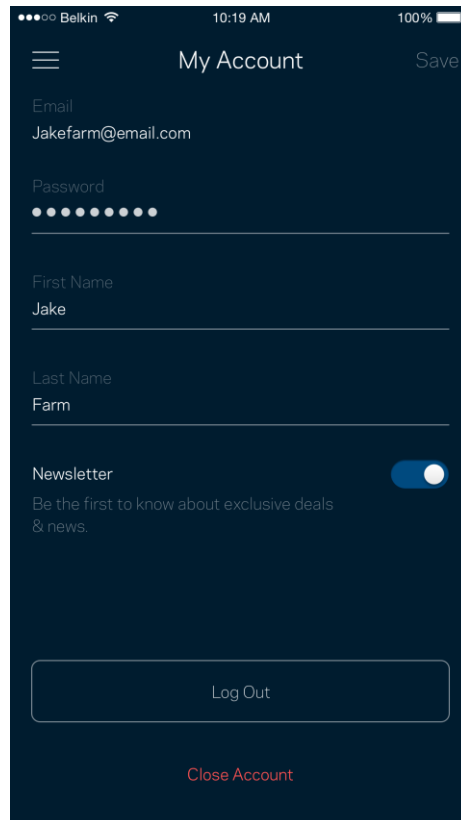 Belkin 10:19 AM 100%
My Account Save
Email
Jakefarm@email.com
Password
●●●●●●●●●
First Name
Jake
Last Name
Farm
Newsletter
Be the first to know about exclusive deals
& news.
Log Out
Close Account